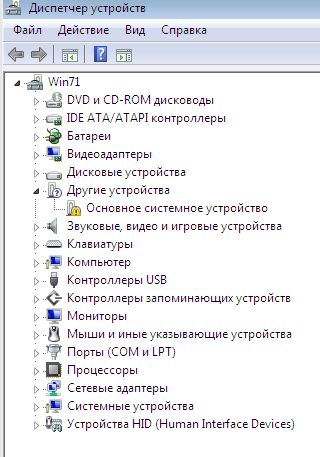 Диспетчер устройств
Файл Действие Вид Справка
Win71
DVD и CD-ROM дисководы
IDE ATA/ATAPI контроллеры
Батареи
Видеоадаптеры
Дисковые устройства
Другие устройства
Основное системное устройство
Звуковые, видео и игровые устройства
Клавиатуры
Компьютер
Контроллеры USB
Контроллеры запоминающих устройств
Мониторы
Мыши и иные указывающие устройства
Порты (COM и LPT)
Процессоры
Сетевые адаптеры
Системные устройства
Устройства HID (Human Interface Devices)